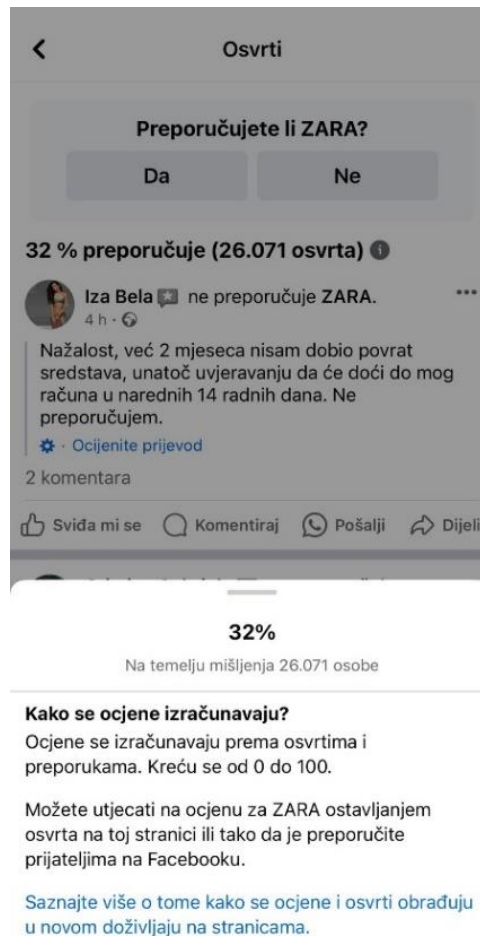 Osvrti
Preporučujete li ZARA?
Da Ne
32 % preporučuje (26.071 osvrta)
Iza Bela ne preporučuje ZARA.
4 h ·
Nažalost, već 2 mjeseca nisam dobio povrat
sredstava, unatoč uvjeravanju da će doći do mog
računa u narednih 14 radnih dana. Ne
preporučujem.
· Ocijenite prijevod
2 komentara
Sviđa mi se Komentiraj Pošalji Dijeli
32%
Na temelju mišljenja 26.071 osobe
Kako se ocjene izračunavaju?
Ocjene se izračunavaju prema osvrtima i
preporukama. Kreću se od 0 do 100.
Možete utjecati na ocjenu za ZARA ostavljanjem
osvrta na toj stranici ili tako da je preporučite
prijateljima na Facebooku.
Saznajte više o tome kako se ocjene i osvrti obrađuju
u novom doživljaju na stranicama.